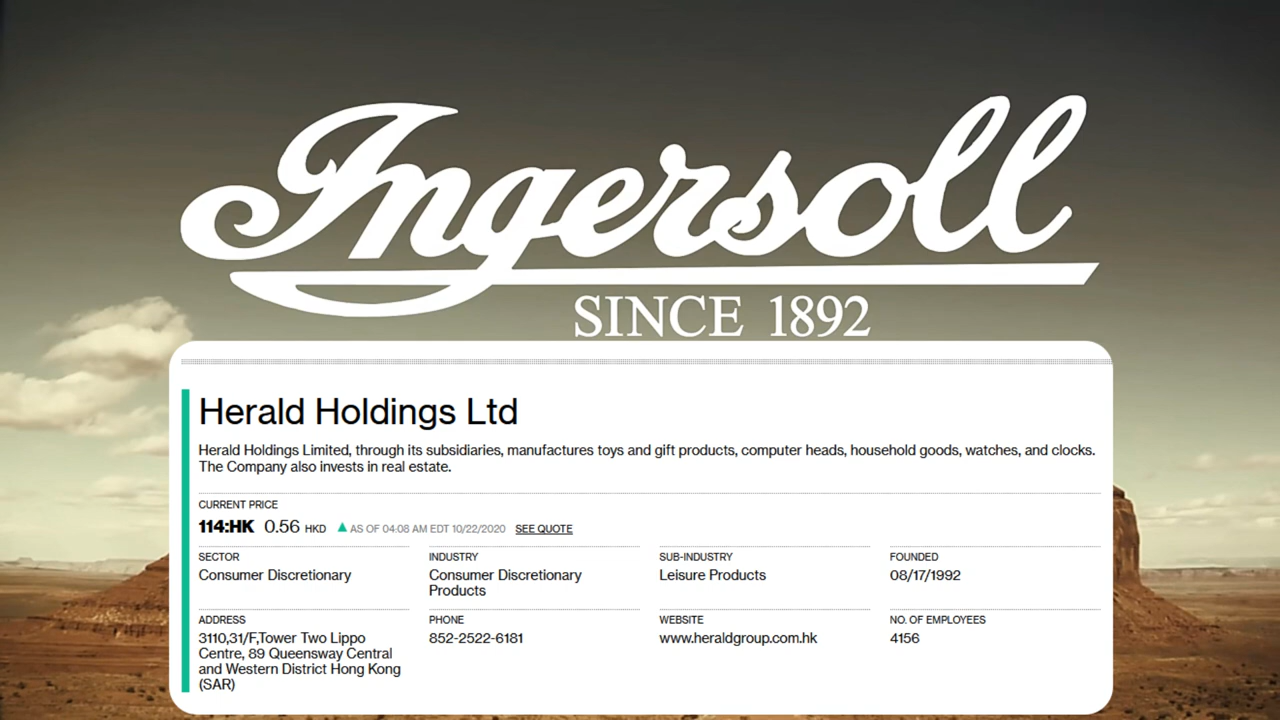 Ingersoll
SINCE 1892
Herald Holdings Ltd
Herald Holdings Limited, through its subsidiaries, manufactures toys and gift products, computer heads, household goods, watches, and clocks.
The Company also invests in real estate.
CURRENT PRICE
114:HK 0.56 HKD ▲ AS OF 04:08 AM EDT 10/22/2020 SEE QUOTE
SECTOR
Consumer Discretionary
INDUSTRY
Consumer Discretionary
Products
SUB-INDUSTRY
Leisure Products
FOUNDED
08/17/1992
ADDRESS
3110,31/F,Tower Two Lippo
Centre, 89 Queensway Central
and Western District Hong Kong
(SAR)
PHONE
852-2522-6181
WEBSITE
www.heraldgroup.com.hk
NO. OF EMPLOYEES
4156